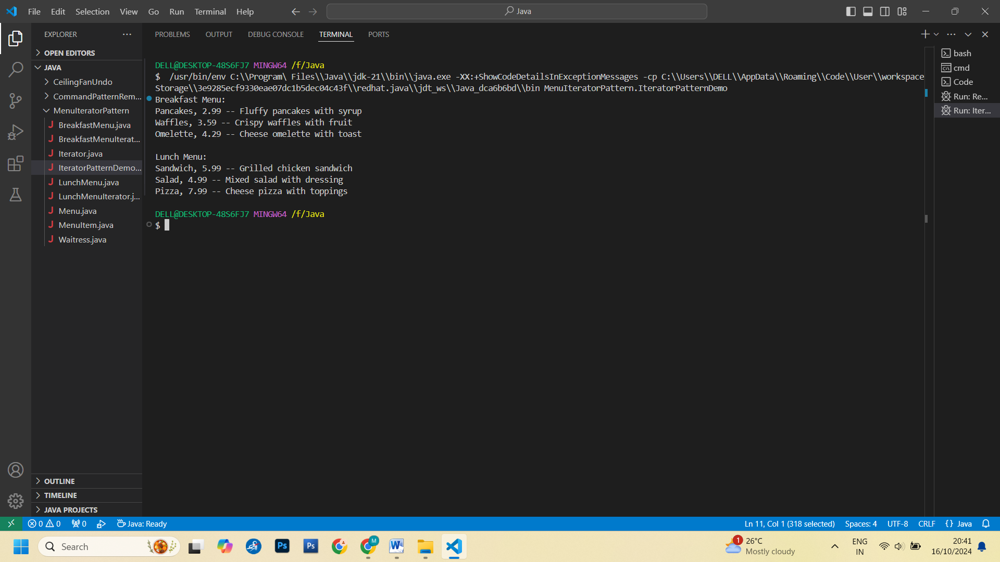 File Edit Selection View Go Run Terminal Help
Java
EXPLORER
OPEN EDITORS
JAVA
CeilingFanUndo
CommandPatternRem...
MenuIteratorPattern
BreakfastMenu.java
BreakfastMenuIterat...
Iterator.java
IteratorPatternDemo...
LunchMenu.java
LunchMenuIterator.j...
Menu.java
MenuItem.java
Waitress.java
OUTLINE
TIMELINE
JAVA PROJECTS
PROBLEMS OUTPUT DEBUG CONSOLE TERMINAL PORTS
DELL@DESKTOP-48S6FJ7 MINGW64 /f/Java
$ /usr/bin/env C:\\Program\ Files\\Java\\jdk-21\\bin\\java.exe -XX:+ShowCodeDetailsInExceptionMessages -cp C:\\Users\\DELL\\AppData\\Roaming\\Code\\User\\workspace
Storage\\3e9285ecf9330eae07dc1b5dec04c43f\\redhat.java\\jdt_ws\\Java_dca6b6bd\\bin MenuIteratorPattern.IteratorPatternDemo
Breakfast Menu:
Pancakes, 2.99 -- Fluffy pancakes with syrup
Waffles, 3.59 -- Crispy waffles with fruit
Omelette, 4.29 -- Cheese omelette with toast
Lunch Menu:
Sandwich, 5.99 -- Grilled chicken sandwich
Salad, 4.99 -- Mixed salad with dressing
Pizza, 7.99 -- Cheese pizza with toppings
DELL@DESKTOP-48S6FJ7 MINGW64 /f/Java
$
bash
cmd
Code
Run: Re...
Run: Iter...
0 0 0 Java: Ready
Ln 11, Col 1 (318 selected) Spaces: 4 UTF-8 CRLF {} Java
Search
Ps
Ps
M
W
1
26°C
Mostly cloudy
ENG
IN
20:41
16/10/2024